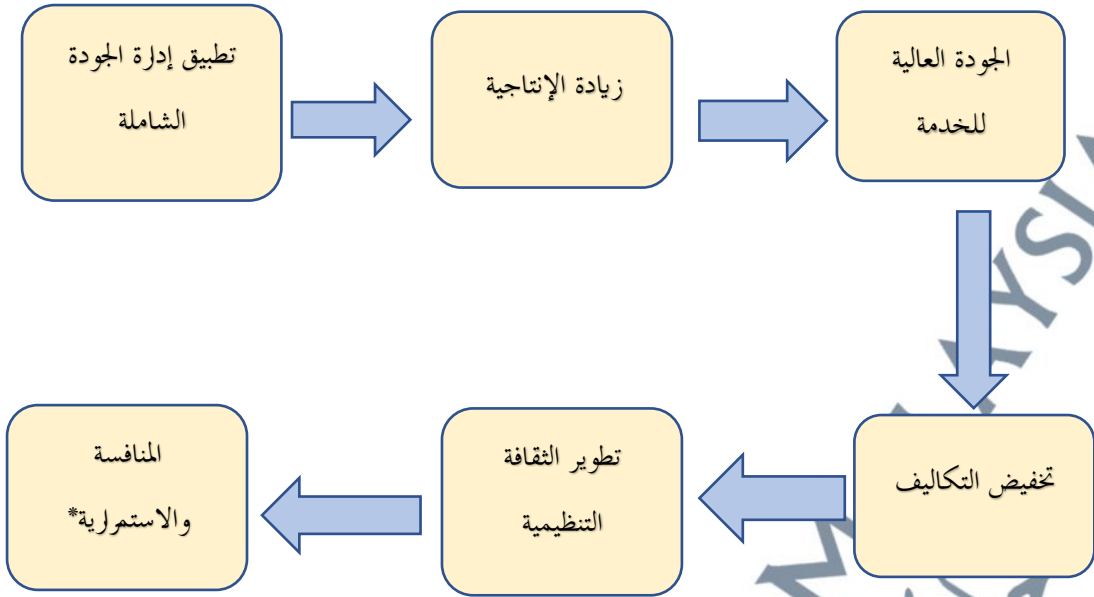 تطبيق إدارة الجودة
الشاملة
زيادة الإنتاجية
الجودة العالية
للخدمة
تخفيض التكاليف
تطوير الثقافة
التنظيمية
المنافسة
والاستمرارية*